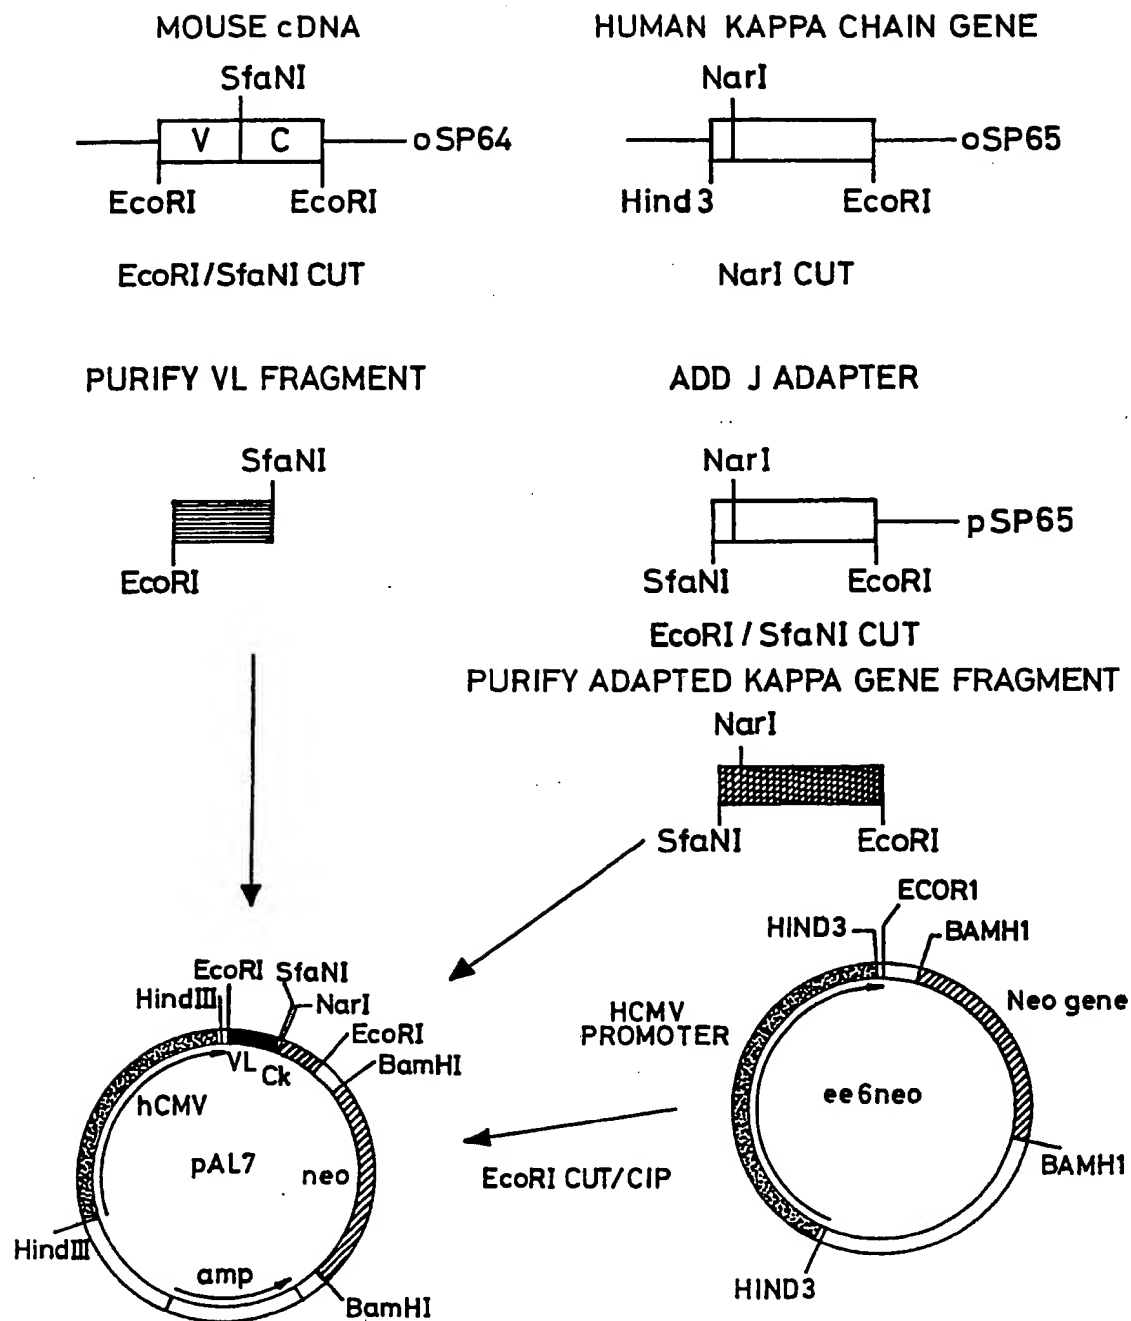 MOUSE cDNA
SfaNI
V C
oSP64
EcoRI EcoRI
EcoRI/SfaNI CUT
PURIFY VL FRAGMENT
SfaNI
EcoRI
HUMAN KAPPA CHAIN GENE
NarI
oSP65
Hind3 EcoRI
NarI CUT
ADD J ADAPTER
NarI
pSP65
SfaNI EcoRI
EcoRI/SfaNI CUT
PURIFY ADAPTED KAPPA GENE FRAGMENT
NarI
SfaNI EcoRI
EcoRI SfaNI
HindIII NarI
EcoRI
BamHI
VL Ck
hCMV
pAL7 neo
HindIII
amp
BamHI
EcoRI CUT/CIP
ECOR1
HIND3 BAMH1
HCMV
PROMOTER
Neo gene
ee6neo
BAMH1
HIND3